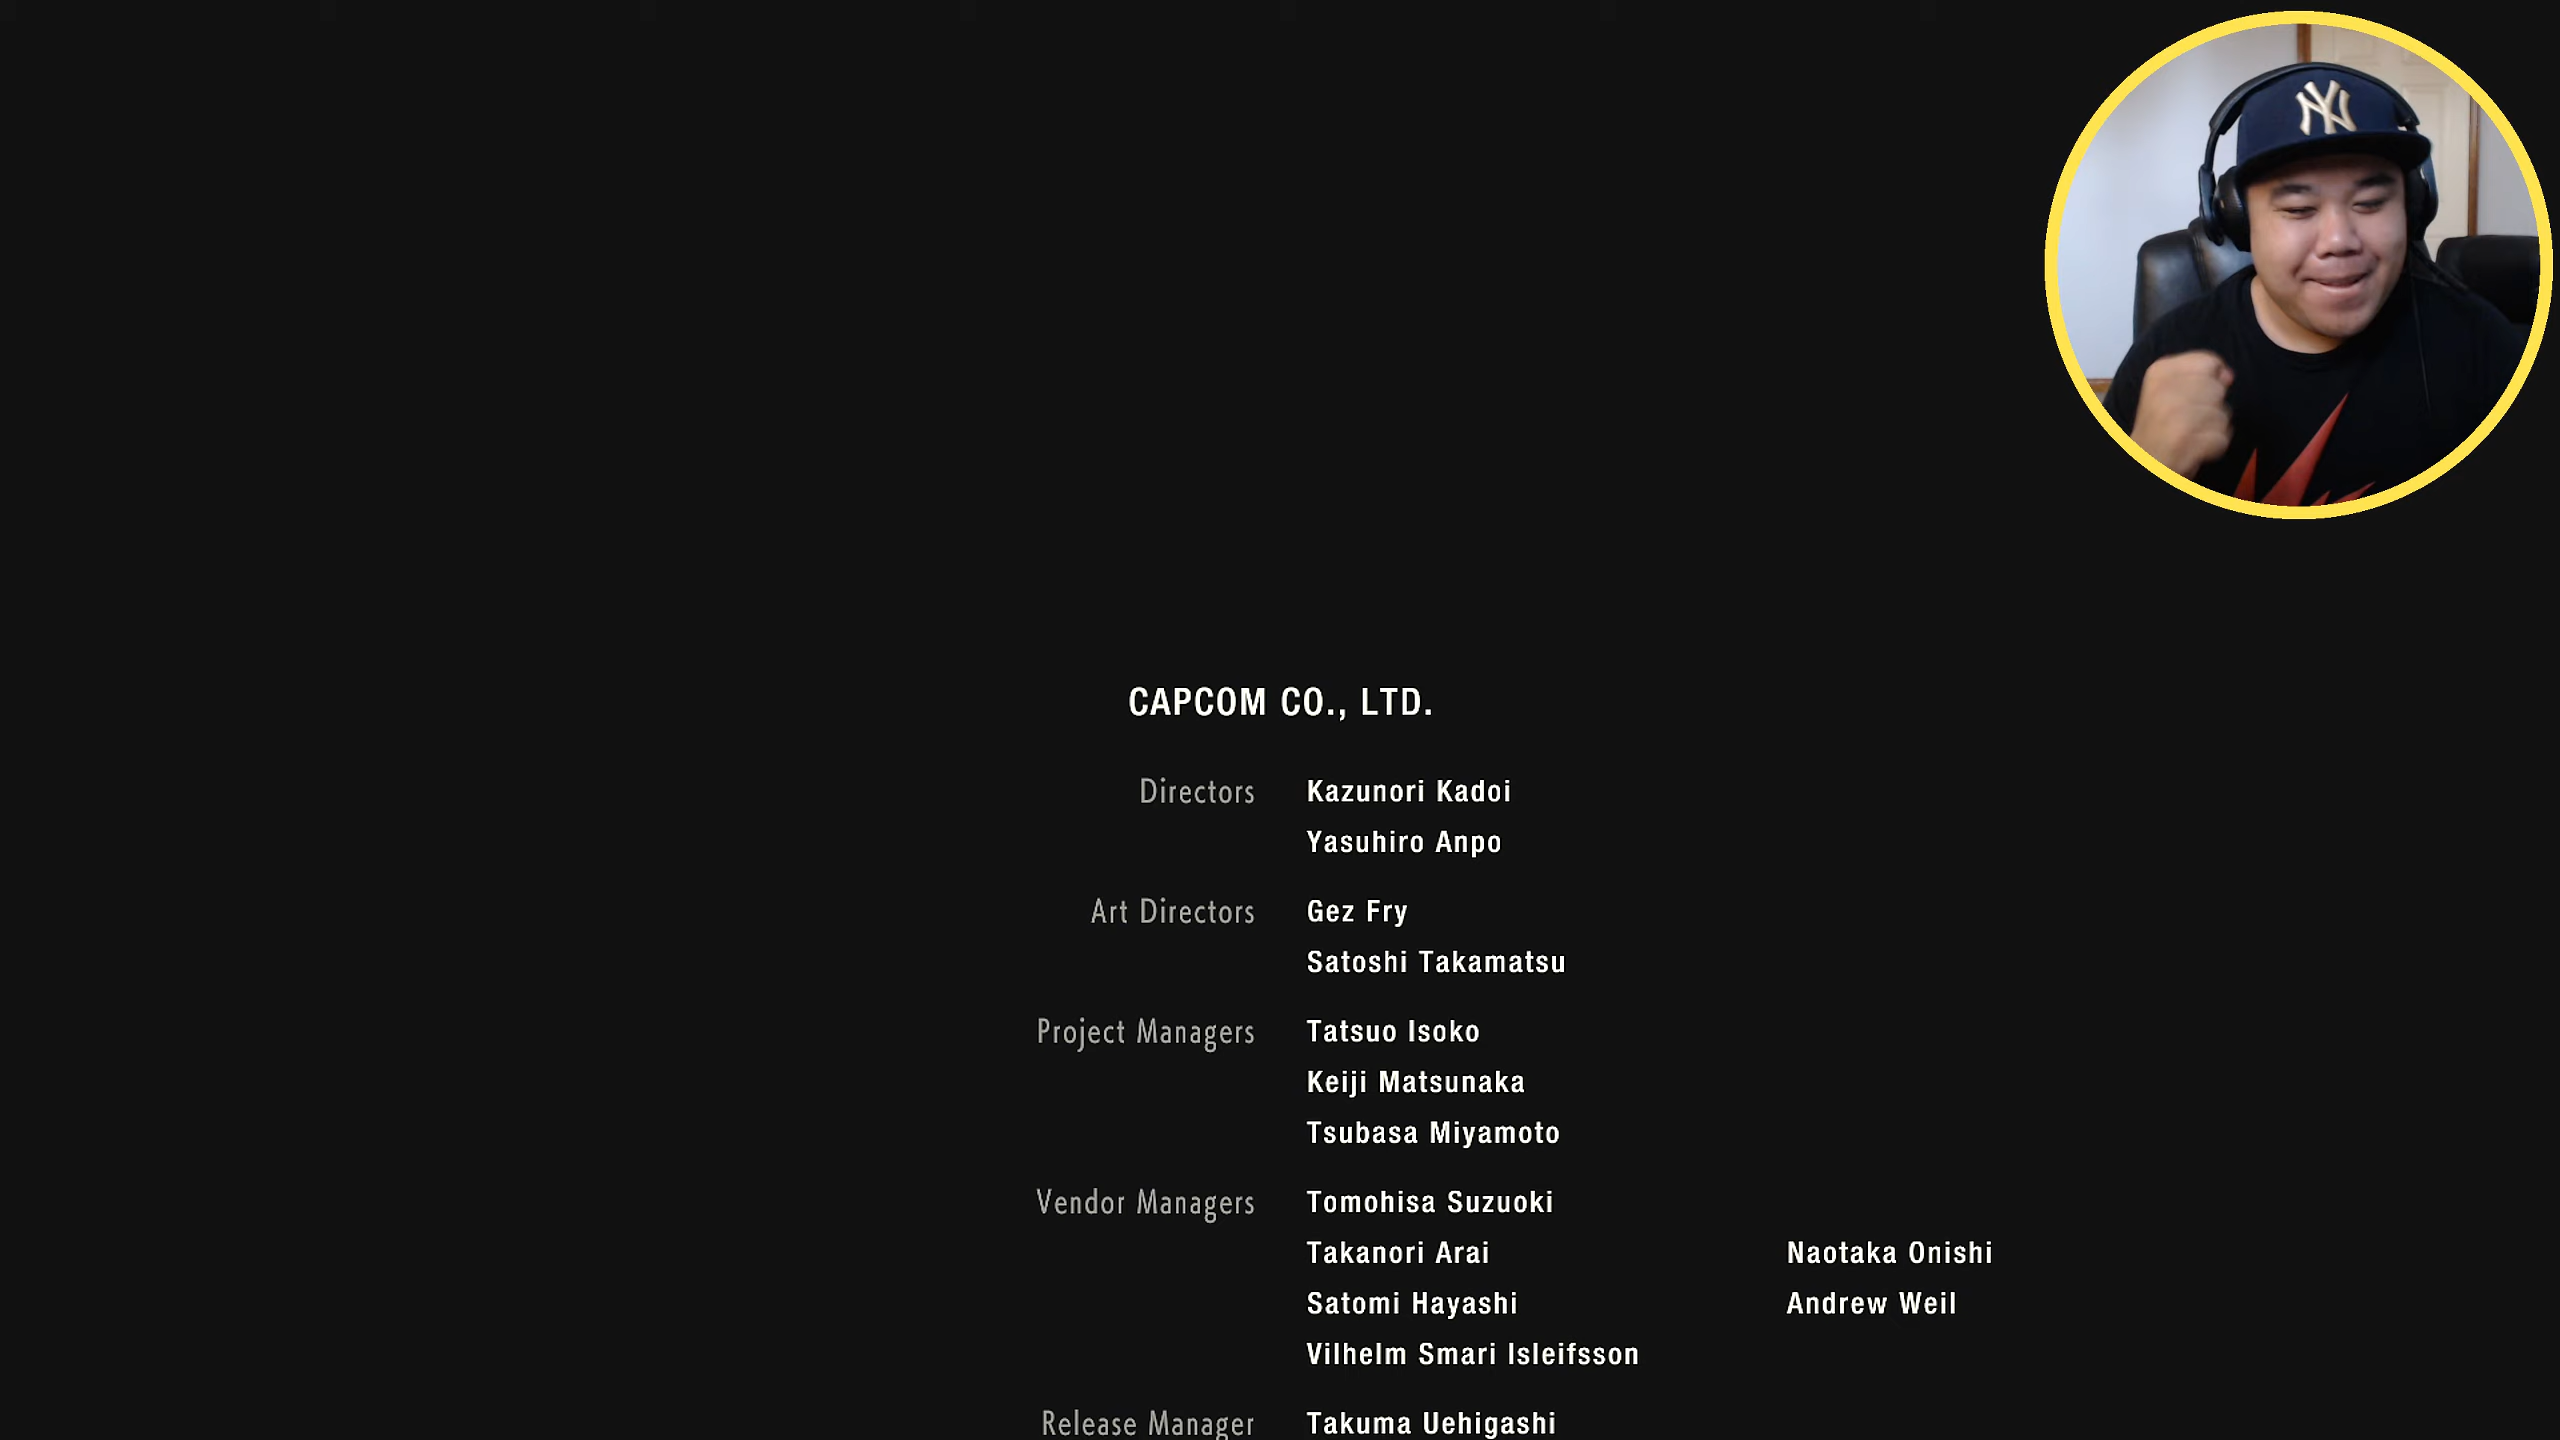 NY
CAPCOM CO., LTD.
Directors Kazunori Kadoi
Yasuhiro Anpo
Art Directors Gez Fry
Satoshi Takamatsu
Project Managers Tatsuo Isoko
Keiji Matsunaka
Tsubasa Miyamoto
Vendor Managers Tomohisa Suzuoki
Takanori Arai Naotaka Onishi
Satomi Hayashi Andrew Weil
Vilhelm Smari Isleifsson
Release Manager Takuma Uehigashi